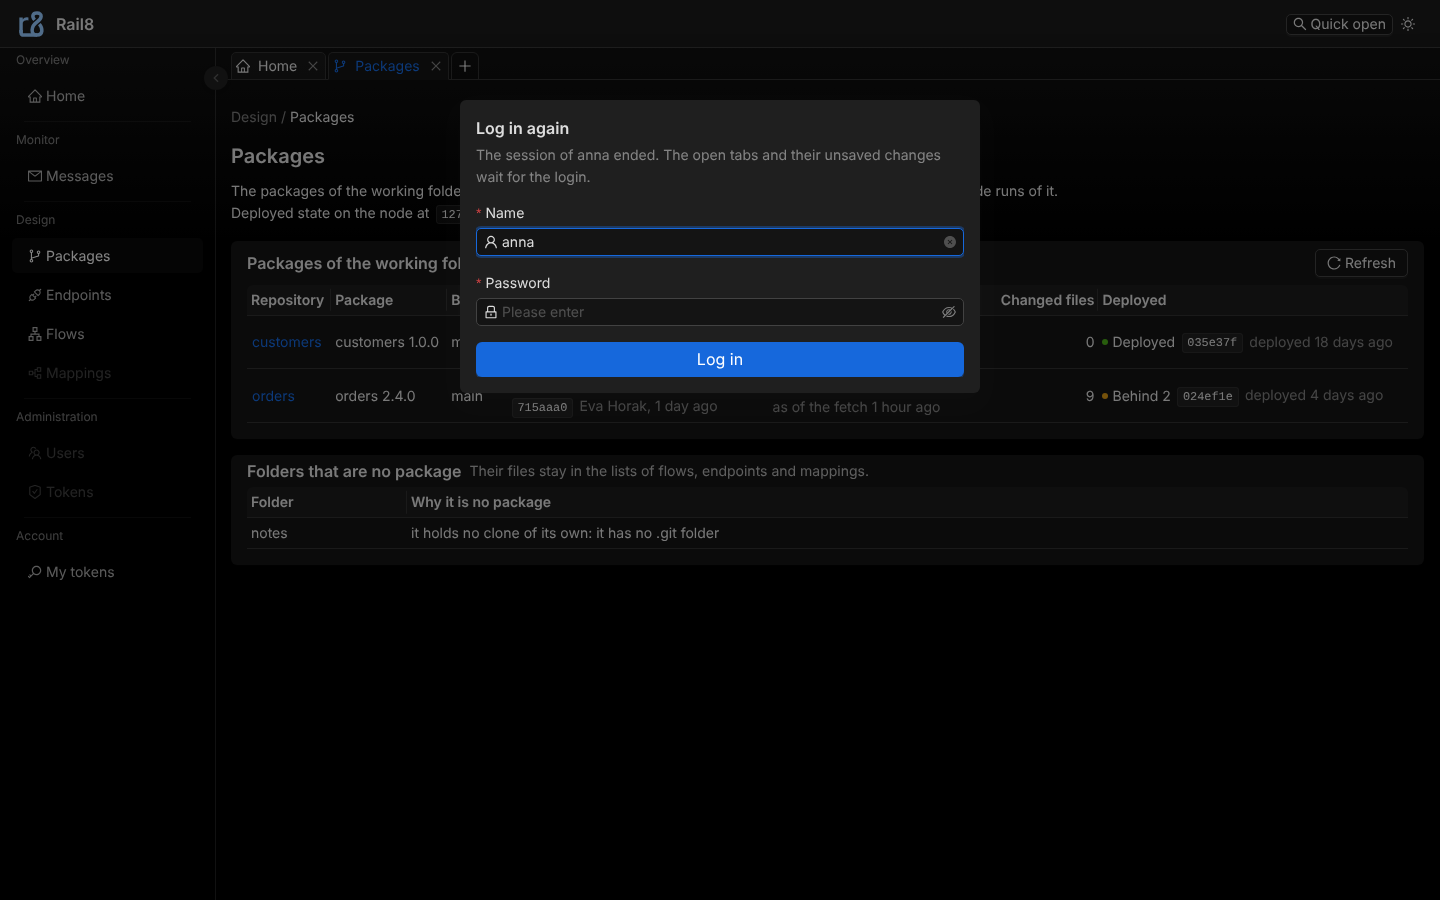 r8 Rail8
Quick open
Overview
Home
Monitor
Messages
Design
Packages
Endpoints
Flows
Mappings
Administration
Users
Tokens
Account
My tokens
Home
Packages
Design / Packages
Packages
The packages of the working folde
de runs of it.
Deployed state on the node at 127
Log in again
The session of anna ended. The open tabs and their unsaved changes
wait for the login.
* Name
anna
* Password
Please enter
Log in
Packages of the working fol
Refresh
Repository Package B Changed files Deployed
customers customers 1.0.0 m 0 Deployed 035e37f deployed 18 days ago
orders orders 2.4.0 main 9 Behind 2 024ef1e deployed 4 days ago
715aaa0 Eva Horak, 1 day ago as of the fetch 1 hour ago
Folders that are no package Their files stay in the lists of flows, endpoints and mappings.
Folder Why it is no package
notes it holds no clone of its own: it has no .git folder